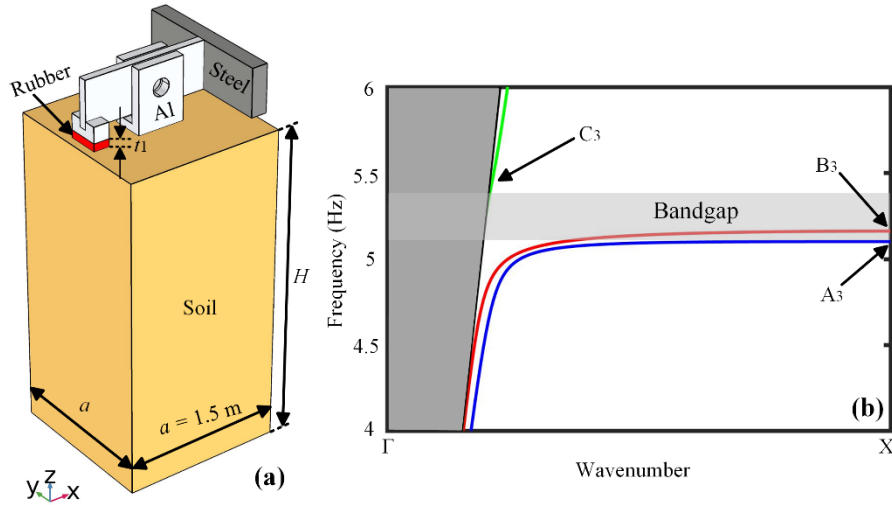 Rubber
Steel
Al
t1
H
Soil
a
a = 1.5 m
(a)
y
z
x
6
5.5
5
4.5
4
Frequency (Hz)
C3
B3
Bandgap
A3
(b)
Γ
X
Wavenumber